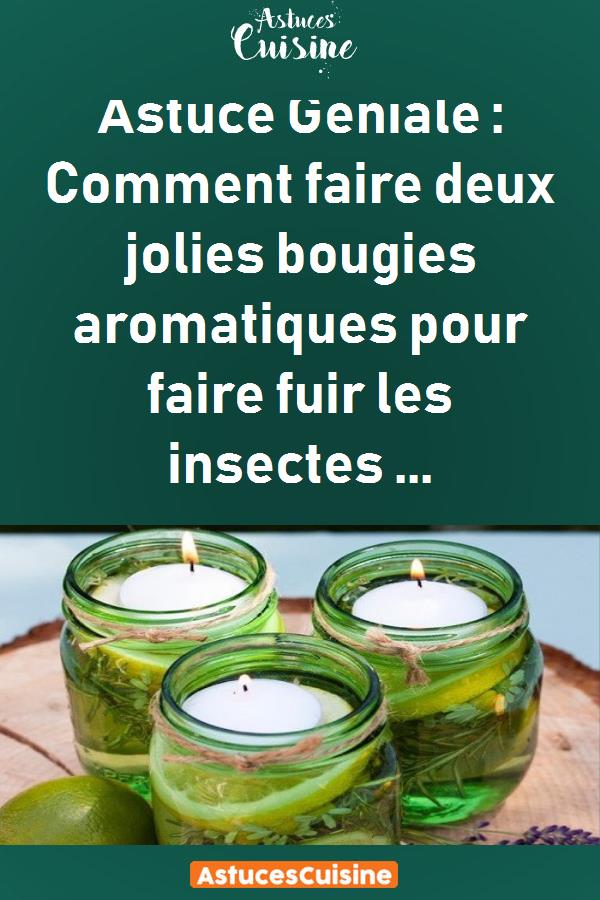 Astuces
Cuisine
Astuce Géniale :
Comment faire deux
jolies bougies
aromatiques pour
faire fuir les
insectes ...
AstucesCuisine